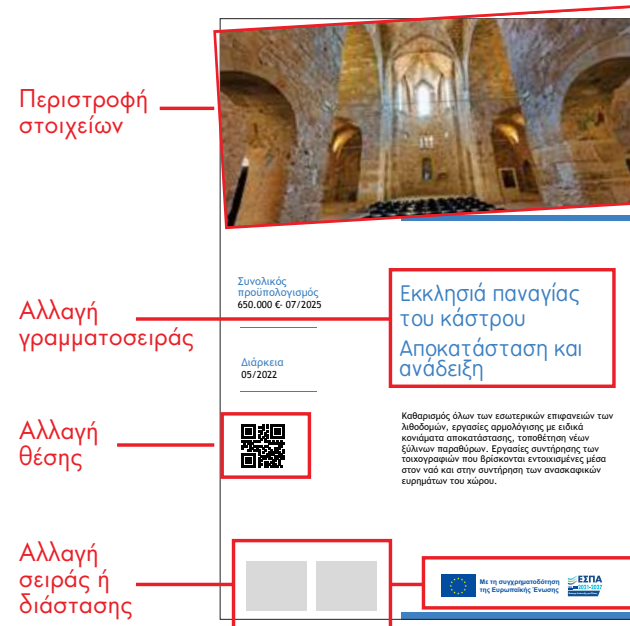 Περιστροφή
στοιχείων
Συνολικός
προϋπολογισμός
650.000 €- 07/2025
Αλλαγή
γραμματοσειράς
Εκκλησιά παναγίας
του κάστρου
Αποκατάσταση και
ανάδειξη
Διάρκεια
05/2022
Αλλαγή
θέσης
Καθαρισμός όλων των εσωτερικών επιφανειών των
λιθοδομών, εργασίες αρμολόγισης με ειδικά
κονιάματα αποκατάστασης, τοποθέτηση νέων
ξύλινων παραθύρων. Εργασίες συντήρησης των
τοιχογραφιών που βρίσκονται εντοιχισμένες μέσα
στον ναό και στην συντήρηση των ανασκαφικών
ευρημάτων του χώρου.
Αλλαγή
σειράς ή
διάστασης
Με τη συγχρηματοδότηση
της Ευρωπαϊκής Ένωσης
ΕΣΠΑ
2021-2027